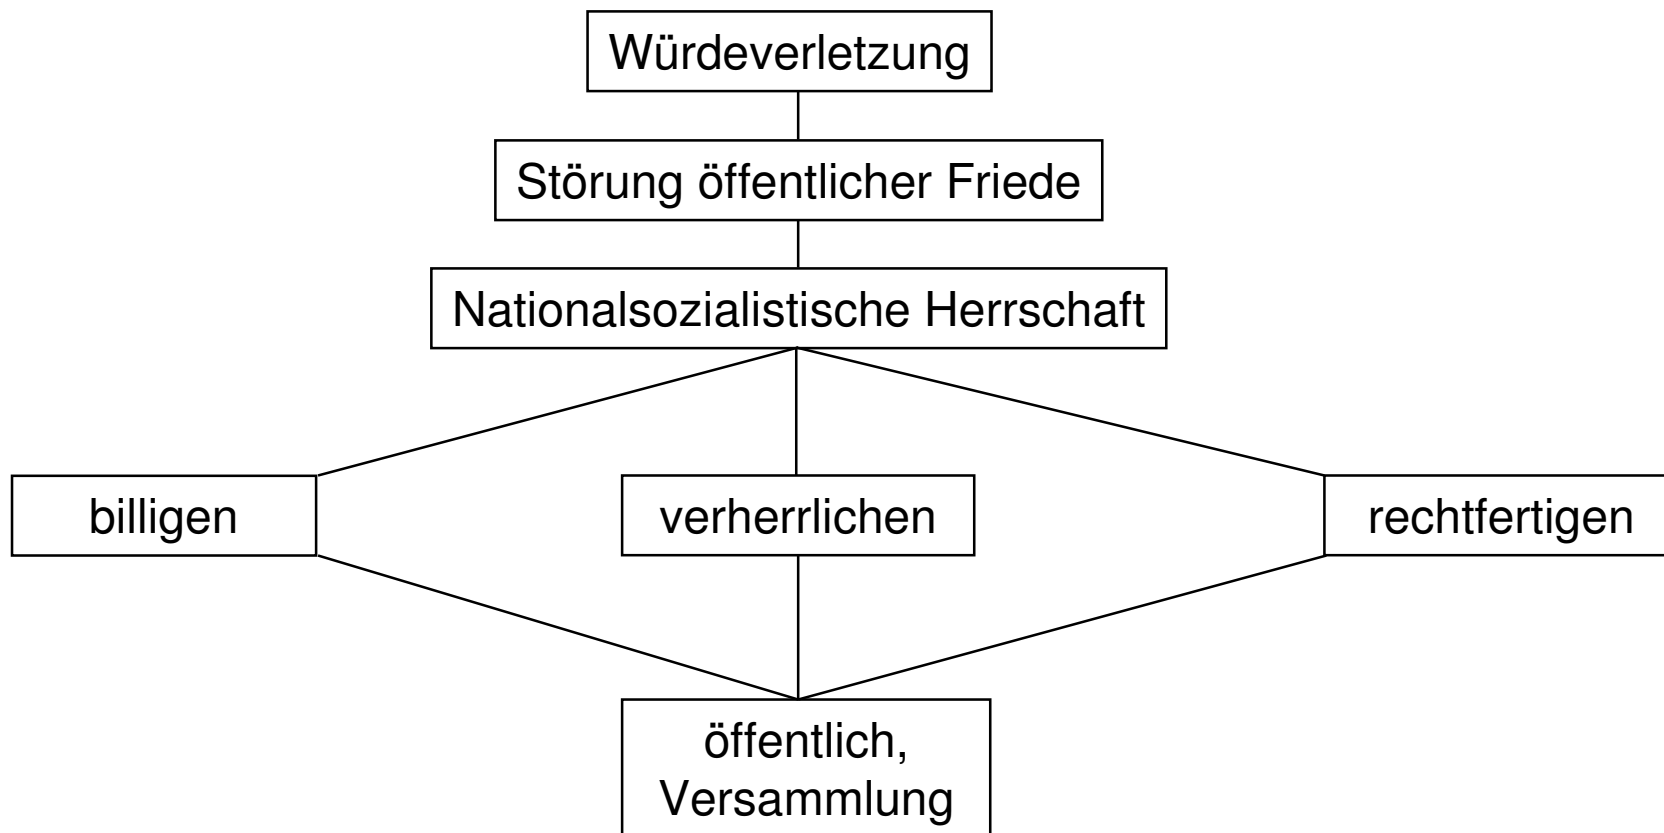 Würdeverletzung
Störung öffentlicher Friede
Nationalsozialistische Herrschaft
billigen
verherrlichen
rechtfertigen
öffentlich,
Versammlung